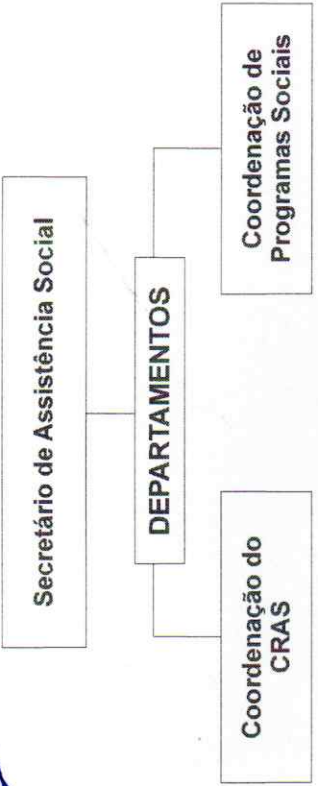 Secretário de Assistência Social
DEPARTAMENTOS
Coordenação do
CRAS
Coordenação de
Programas Sociais